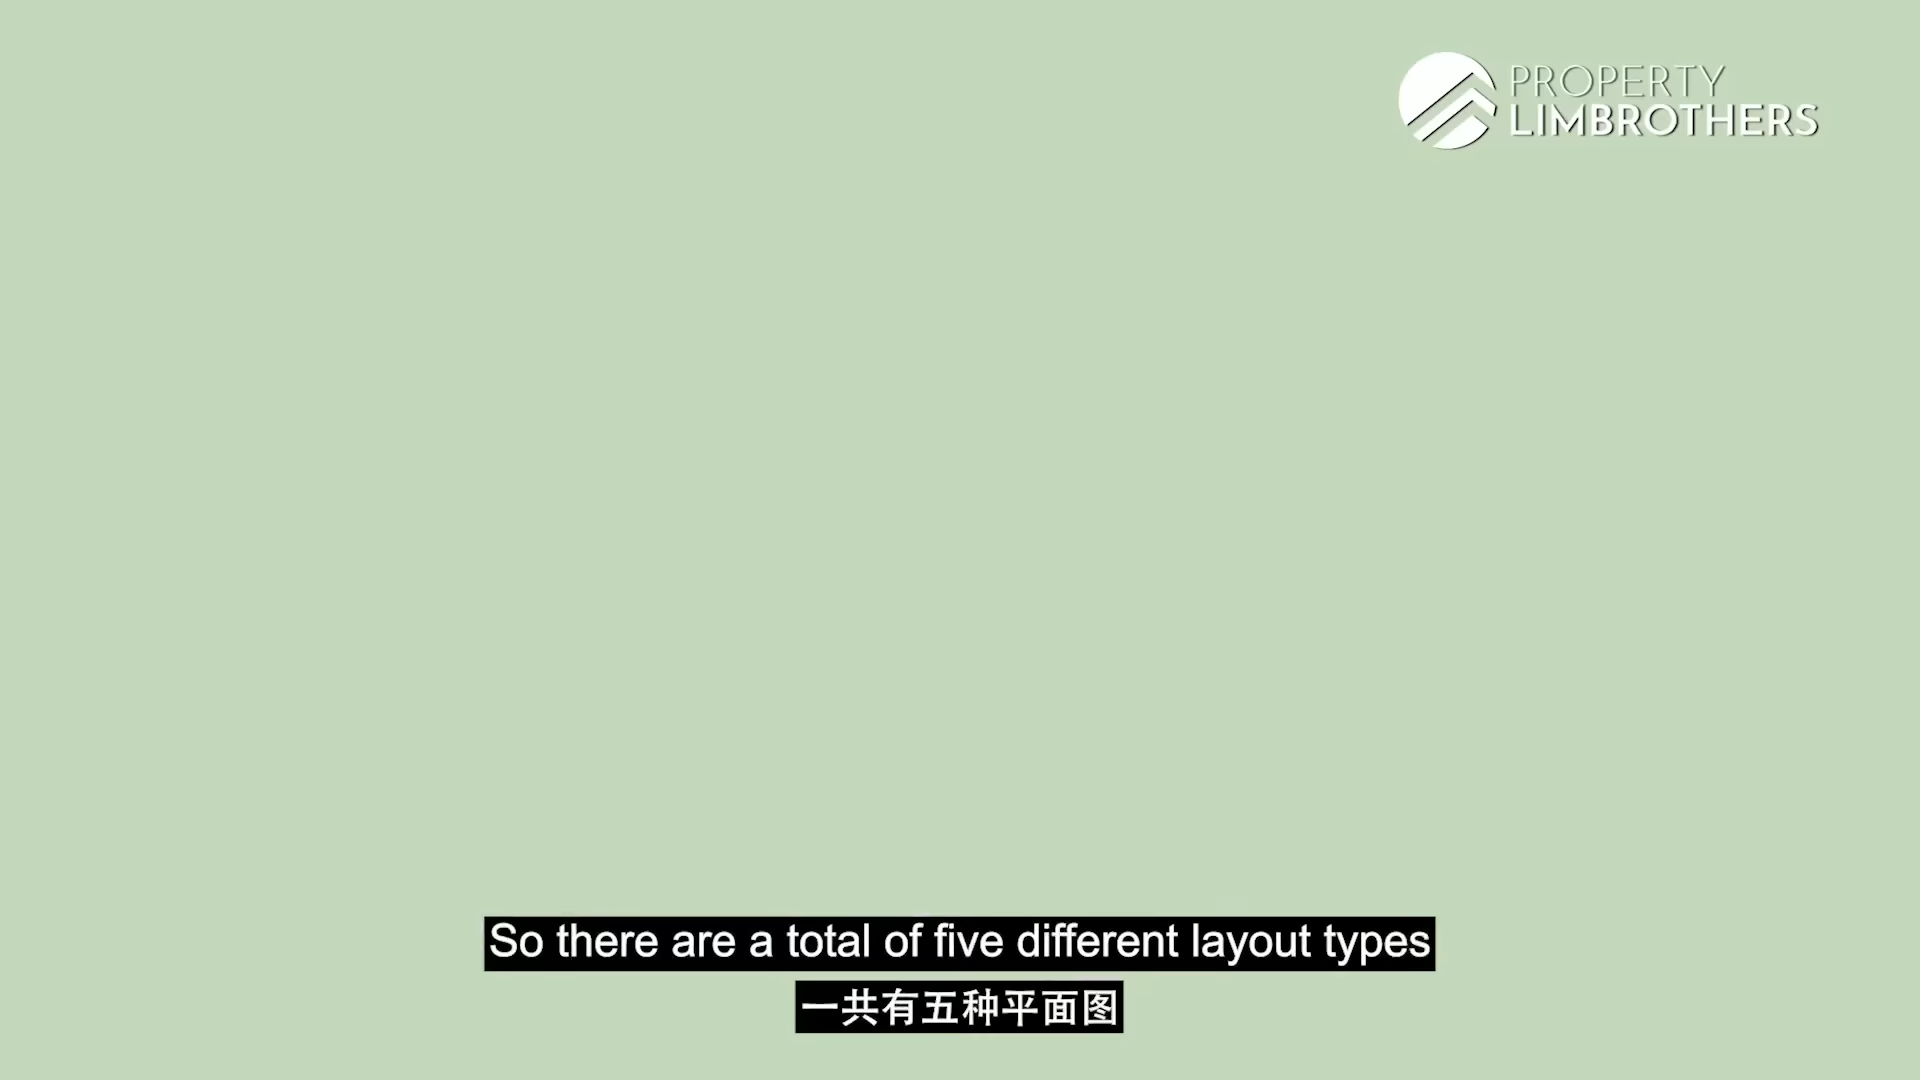 PROPERTY
LIMBROTHERS
So there are a total of five different layout types
一共有五种平面图